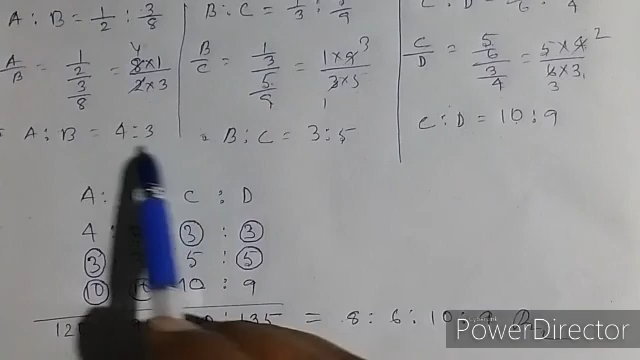 A : B = 1/2 : 3/8
B : C = 1/3 : 5/9
A/B = 1/2 / 3/8 = 8×1 / 2×3
B/C = 1/3 / 5/9 = 1×9 / 3×5
C/D = 5/6 / 3/4 = 5×4 / 6×3
A : B = 4 : 3
B : C = 3 : 5
C : D = 10 : 9
A : C : D
4 : 3 : 3
3 5 : 5
10 10 : 9
: 135 = 8 : 6 : 10 : 9
PowerDirector